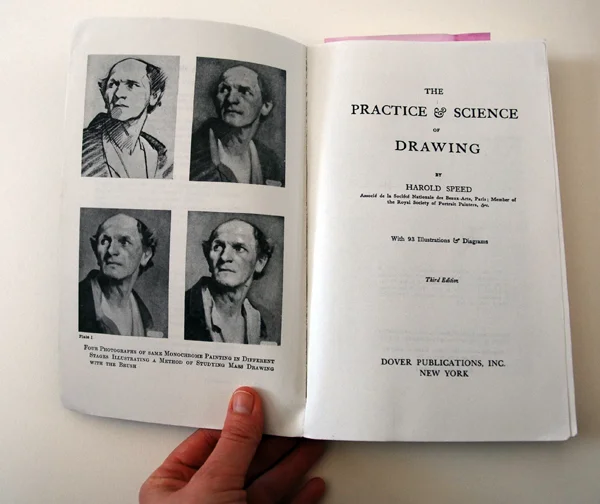 Plate I
Four Photographs of same Monochrome Painting in Different
Stages Illustrating a Method of Studying Mass Drawing
with the Brush
THE
PRACTICE & SCIENCE
OF
DRAWING
BY
HAROLD SPEED
Associé de la Société Nationale des Beaux-Arts, Paris; Member of
the Royal Society of Portrait Painters, &c.
With 93 Illustrations & Diagrams
Third Edition
DOVER PUBLICATIONS, INC.
NEW YORK